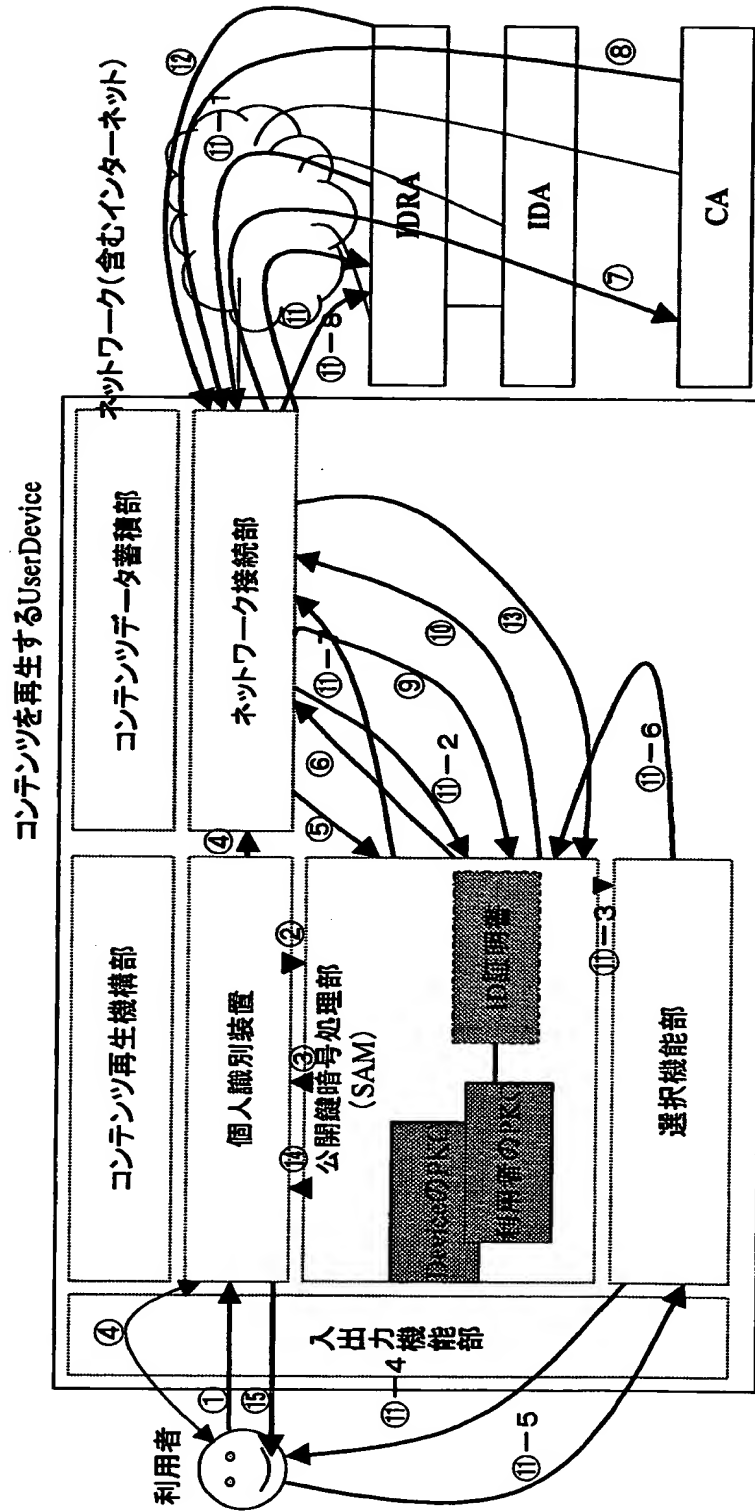 コンテンツを再生するUserDevice
ネットワーク(含むインターネット)
利用者
①
⑮
④
⑪-4
⑪-5
入出力機能部
コンテンツ再生機構部
コンテンツデータ蓄積部
個人識別装置
④
ネットワーク接続部
⑭
③
②
公開鍵暗号処理部
(SAM)
DeviceのPKC
利用者のPKC
ID証明書
⑪-3
選択機能部
⑤
⑥
⑪-7
⑪-2
⑨
⑩
⑬
⑪-6
⑫
⑪-1
⑪
⑪-8
⑧
⑦
IDRA
IDA
CA